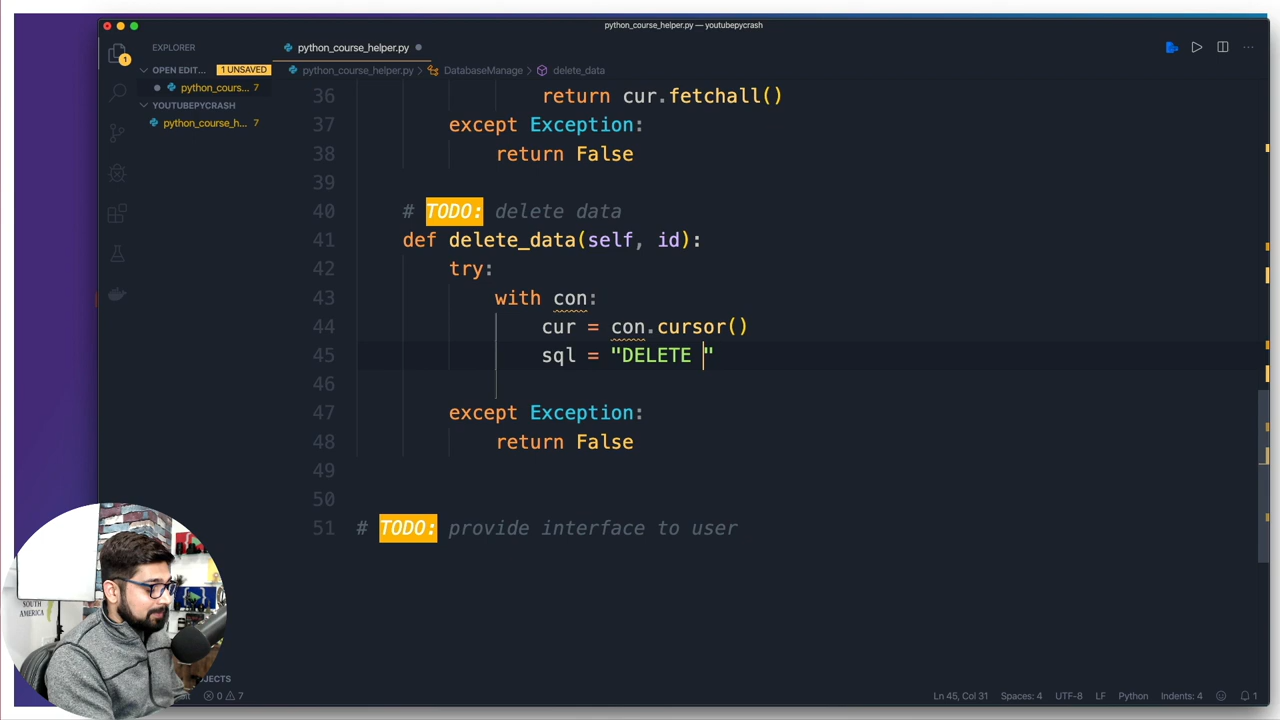 python_course_helper.py — youtubepycrash
EXPLORER
python_course_helper.py
OPEN EDIT... 1 UNSAVED
python_cours... 7
YOUTUBEPYCRASH
python_course_h... 7
python_course_helper.py > DatabaseManage > delete_data
36 return cur.fetchall()
37 except Exception:
38 return False
39
40 # TODO: delete data
41 def delete_data(self, id):
42 try:
43 with con:
44 cur = con.cursor()
45 sql = "DELETE "
46
47 except Exception:
48 return False
49
50
51 # TODO: provide interface to user
1
SOUTH
AMERICA
0 7
Ln 45, Col 31 Spaces: 4 UTF-8 LF Python Indents: 4 1